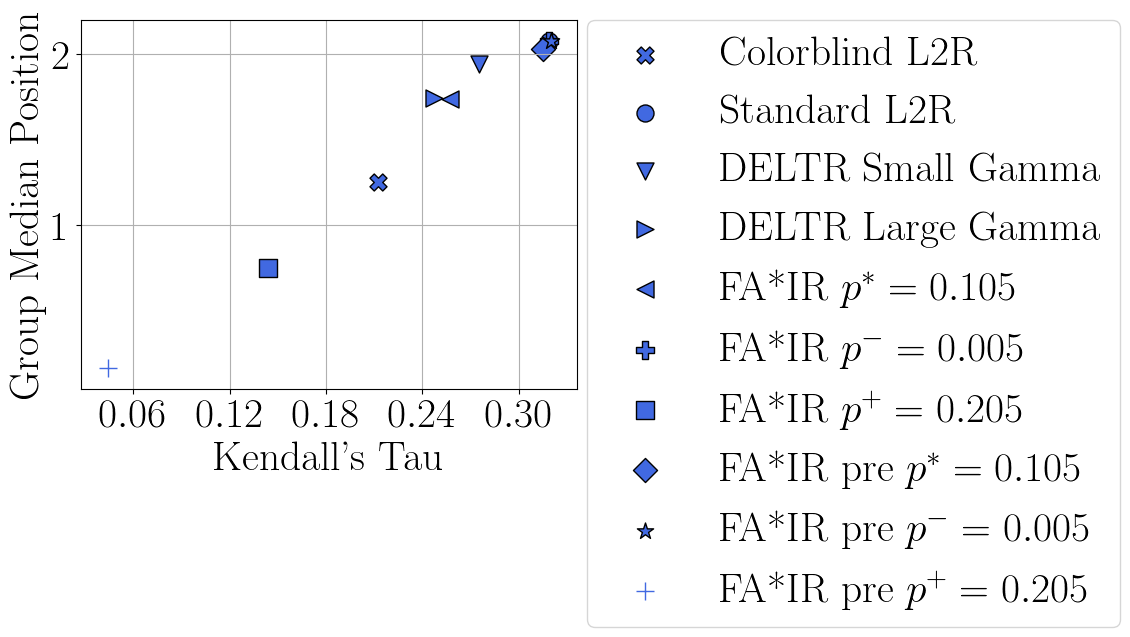 Group Median Position
2
1
0.06 0.12 0.18 0.24 0.30
Kendall's Tau
Colorblind L2R
Standard L2R
DELTR Small Gamma
DELTR Large Gamma
FA*IR p* = 0.105
FA*IR p⁻ = 0.005
FA*IR p⁺ = 0.205
FA*IR pre p* = 0.105
FA*IR pre p⁻ = 0.005
FA*IR pre p⁺ = 0.205